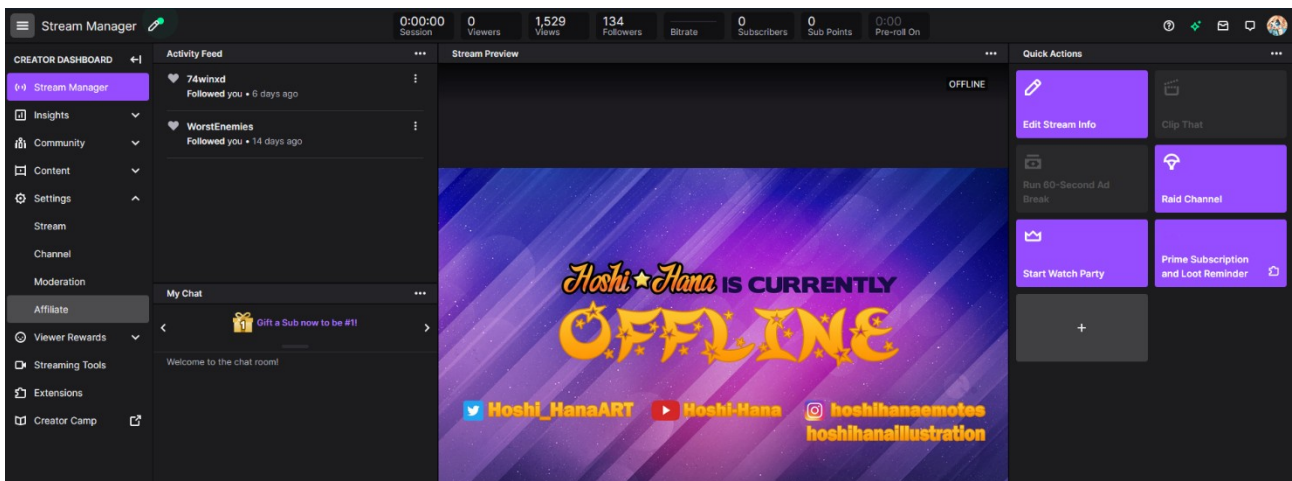 Stream Manager
0:00:00
Session
0
Viewers
1,529
Views
134
Followers
Bitrate
0
Subscribers
0
Sub Points
0:00
Pre-roll On
CREATOR DASHBOARD
Stream Manager
Insights
Community
Content
Settings
Stream
Channel
Moderation
Affiliate
Viewer Rewards
Streaming Tools
Extensions
Creator Camp
Activity Feed
74winxd
Followed you • 6 days ago
WorstEnemies
Followed you • 14 days ago
My Chat
1
Gift a Sub now to be #1!
Welcome to the chat room!
Stream Preview
OFFLINE
Hoshi Hana IS CURRENTLY
OFFLINE
Hoshi_HanaART Hoshi-Hana hoshihanaemotes
hoshihanaillustration
Quick Actions
Edit Stream Info
Clip That
Run 60-Second Ad
Break
Raid Channel
Start Watch Party
Prime Subscription
and Loot Reminder
+